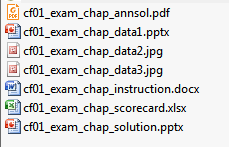 cf01_exam_chap_annsol.pdf
cf01_exam_chap_data1.pptx
cf01_exam_chap_data2.jpg
cf01_exam_chap_data3.jpg
cf01_exam_chap_instruction.docx
cf01_exam_chap_scorecard.xlsx
cf01_exam_chap_solution.pptx